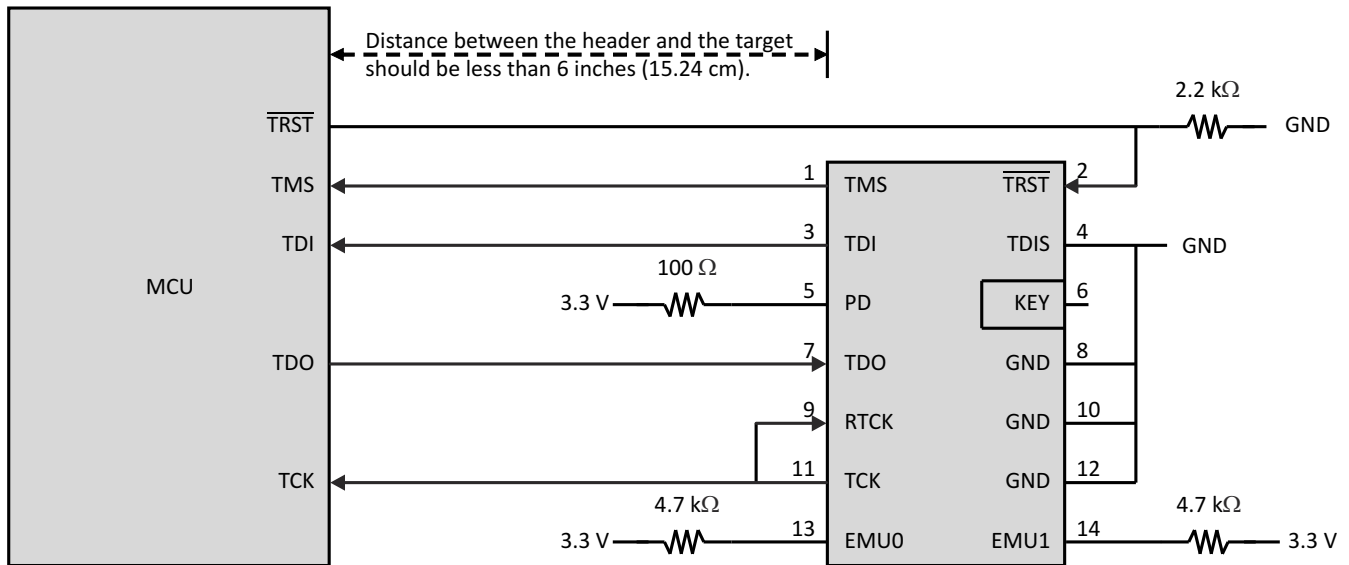 Distance between the header and the target
should be less than 6 inches (15.24 cm).
2.2 kΩ
TRST
GND
TMS
1
TMS
TRST
2
TDI
3
TDI
TDIS
4
GND
MCU
100 Ω
3.3 V
5
PD
KEY
6
TDO
7
TDO
GND
8
9
RTCK
GND
10
TCK
11
TCK
GND
12
4.7 kΩ
4.7 kΩ
3.3 V
13
EMU0
EMU1
14
3.3 V